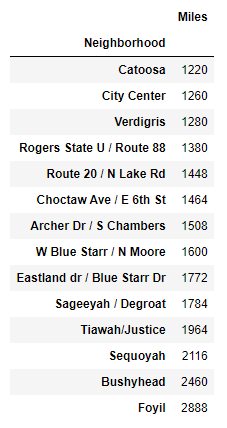 Miles
Neighborhood
Catoosa 1220
City Center 1260
Verdigris 1280
Rogers State U / Route 88 1380
Route 20 / N Lake Rd 1448
Choctaw Ave / E 6th St 1464
Archer Dr / S Chambers 1508
W Blue Starr / N Moore 1600
Eastland dr / Blue Starr Dr 1772
Sageeyah / Degroat 1784
Tiawah/Justice 1964
Sequoyah 2116
Bushyhead 2460
Foyil 2888